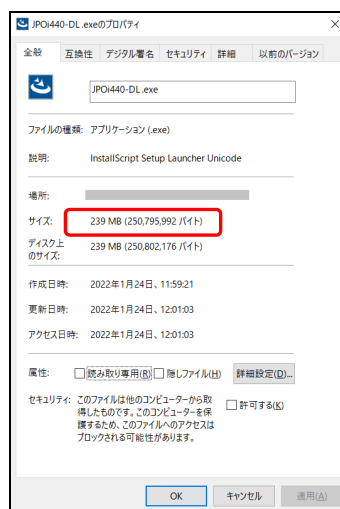 JPOi440-DL .exeのプロパティ
全般 互換性 デジタル署名 セキュリティ 詳細 以前のバージョン
JPOi440-DL .exe
ファイルの種類: アプリケーション (.exe)
説明: InstallScript Setup Launcher Unicode
場所:
サイズ: 239 MB (250,795,992 バイト)
ディスク上
のサイズ: 239 MB (250,802,176 バイト)
作成日時: 2022年1月24日、11:59:21
更新日時: 2022年1月24日、12:01:03
アクセス日時: 2022年1月24日、12:01:03
属性: 読み取り専用(R) 隠しファイル(H) 詳細設定(D)...
セキュリティ: このファイルは他のコンピューターから取
得したものです。このコンピューターを保
護するため、このファイルへのアクセスは
ブロックされる可能性が
あります。
許可する(K)
OK キャンセル 適用(A)